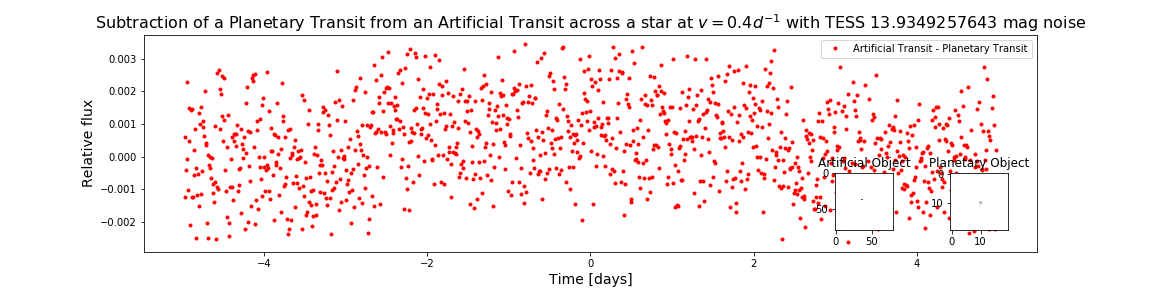 Subtraction of a Planetary Transit from an Artificial Transit across a star at v = 0.4d⁻¹ with TESS 13.9349257643 mag noise
Artificial Transit - Planetary Transit
Relative flux
0.003
0.002
0.001
0.000
−0.001
−0.002
Artificial Object
0
50
0 50
Planetary Object
0
10
0 10
−4 −2 0 2 4
Time [days]